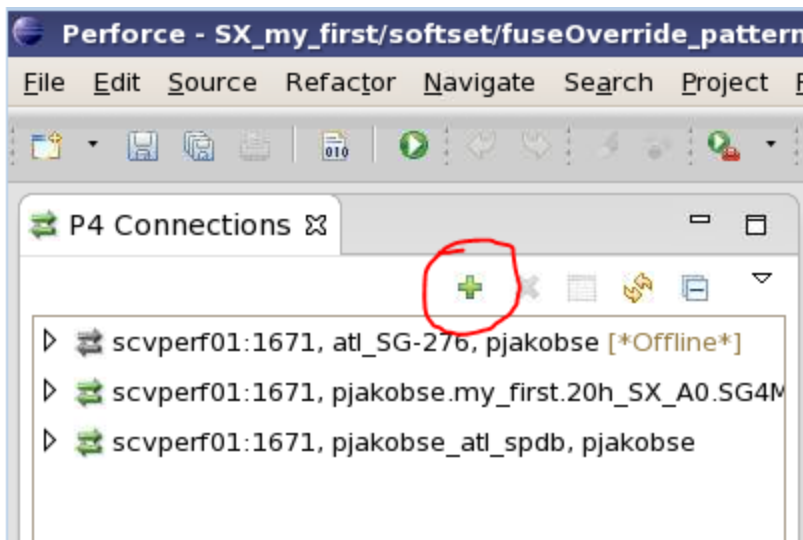 Perforce - SX_my_first/softset/fuseOverride_pattern
File Edit Source Refactor Navigate Search Project
010
P4 Connections
scvperf01:1671, atl_SG-276, pjakobse [*Offline*]
scvperf01:1671, pjakobse.my_first.20h_SX_A0.SG4M
scvperf01:1671, pjakobse_atl_spdb, pjakobse